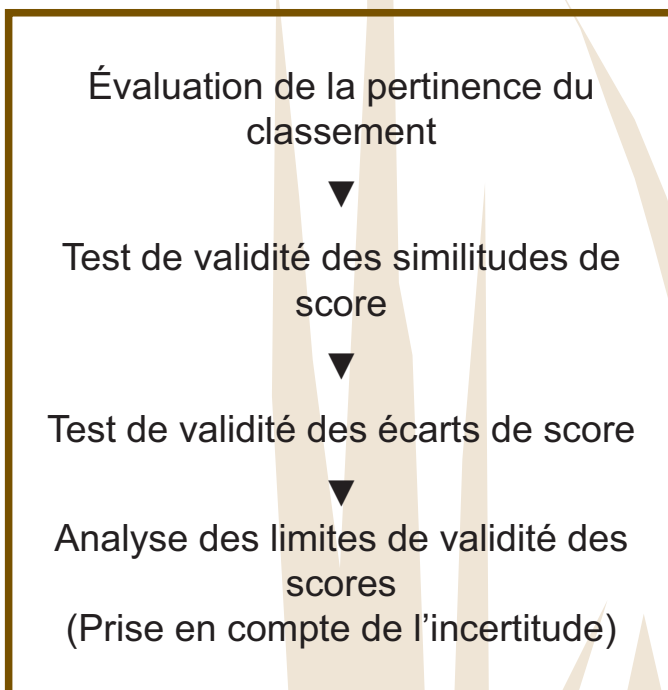 Évaluation de la pertinence du
classement
▼
Test de validité des similitudes de
score
▼
Test de validité des écarts de score
▼
Analyse des limites de validité des
scores
(Prise en compte de l’incertitude)